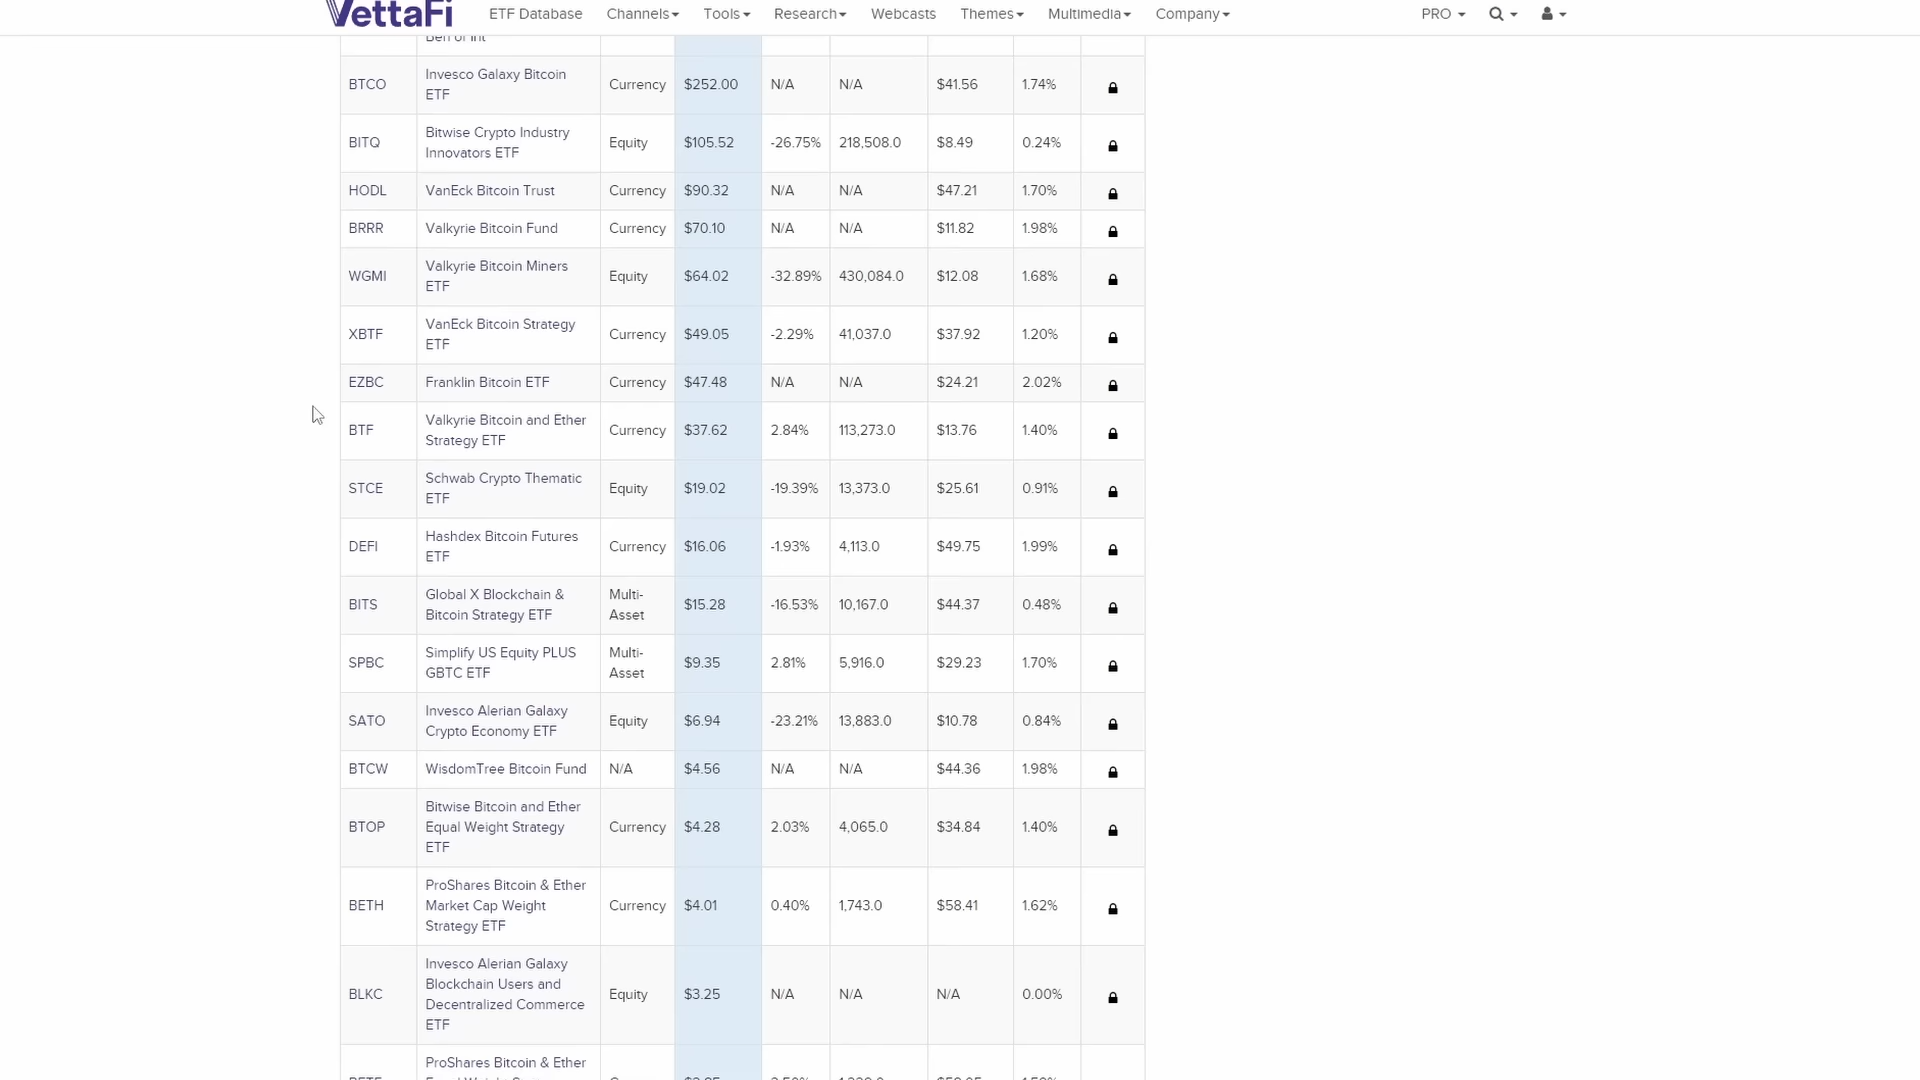 VettaFi ETF Database Channels Tools Research Webcasts Themes Multimedia Company PRO
Ben of Int
BTCO Invesco Galaxy Bitcoin ETF Currency $252.00 N/A N/A $41.56 1.74%
BITQ Bitwise Crypto Industry Innovators ETF Equity $105.52 -26.75% 218,508.0 $8.49 0.24%
HODL VanEck Bitcoin Trust Currency $90.32 N/A N/A $47.21 1.70%
BRRR Valkyrie Bitcoin Fund Currency $70.10 N/A N/A $11.82 1.98%
WGMI Valkyrie Bitcoin Miners ETF Equity $64.02 -32.89% 430,084.0 $12.08 1.68%
XBTF VanEck Bitcoin Strategy ETF Currency $49.05 -2.29% 41,037.0 $37.92 1.20%
EZBC Franklin Bitcoin ETF Currency $47.48 N/A N/A $24.21 2.02%
BTF Valkyrie Bitcoin and Ether Strategy ETF Currency $37.62 2.84% 113,273.0 $13.76 1.40%
STCE Schwab Crypto Thematic ETF Equity $19.02 -19.39% 13,373.0 $25.61 0.91%
DEFI Hashdex Bitcoin Futures ETF Currency $16.06 -1.93% 4,113.0 $49.75 1.99%
BITS Global X Blockchain & Bitcoin Strategy ETF Multi-Asset $15.28 -16.53% 10,167.0 $44.37 0.48%
SPBC Simplify US Equity PLUS GBTC ETF Multi-Asset $9.35 2.81% 5,916.0 $29.23 1.70%
SATO Invesco Alerian Galaxy Crypto Economy ETF Equity $6.94 -23.21% 13,883.0 $10.78 0.84%
BTCW WisdomTree Bitcoin Fund N/A $4.56 N/A N/A $44.36 1.98%
BTOP Bitwise Bitcoin and Ether Equal Weight Strategy ETF Currency $4.28 2.03% 4,065.0 $34.84 1.40%
BETH ProShares Bitcoin & Ether Market Cap Weight Strategy ETF Currency $4.01 0.40% 1,743.0 $58.41 1.62%
BLKC Invesco Alerian Galaxy Blockchain Users and Decentralized Commerce ETF Equity $3.25 N/A N/A N/A 0.00%
ProShares Bitcoin & Ether